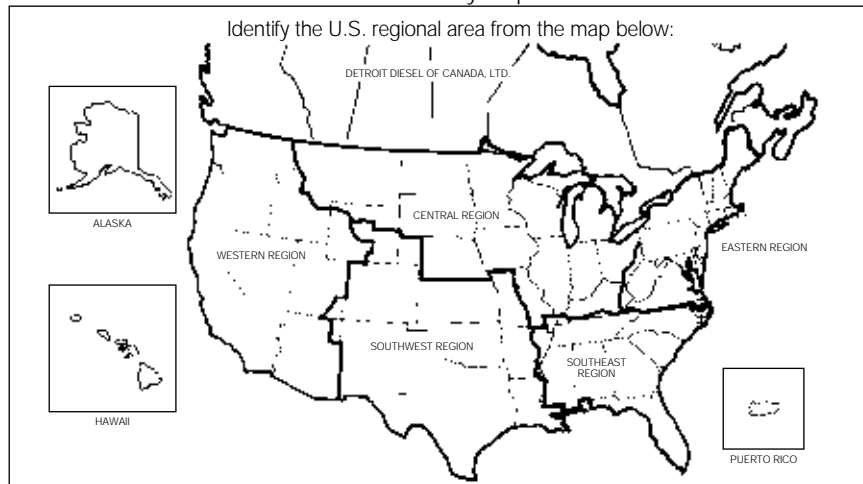 Identify the U.S. regional area from the map below:
DETROIT DIESEL OF CANADA, LTD.
ALASKA
CENTRAL REGION
WESTERN REGION
EASTERN REGION
SOUTHWEST REGION
SOUTHEAST
REGION
HAWAII
PUERTO RICO